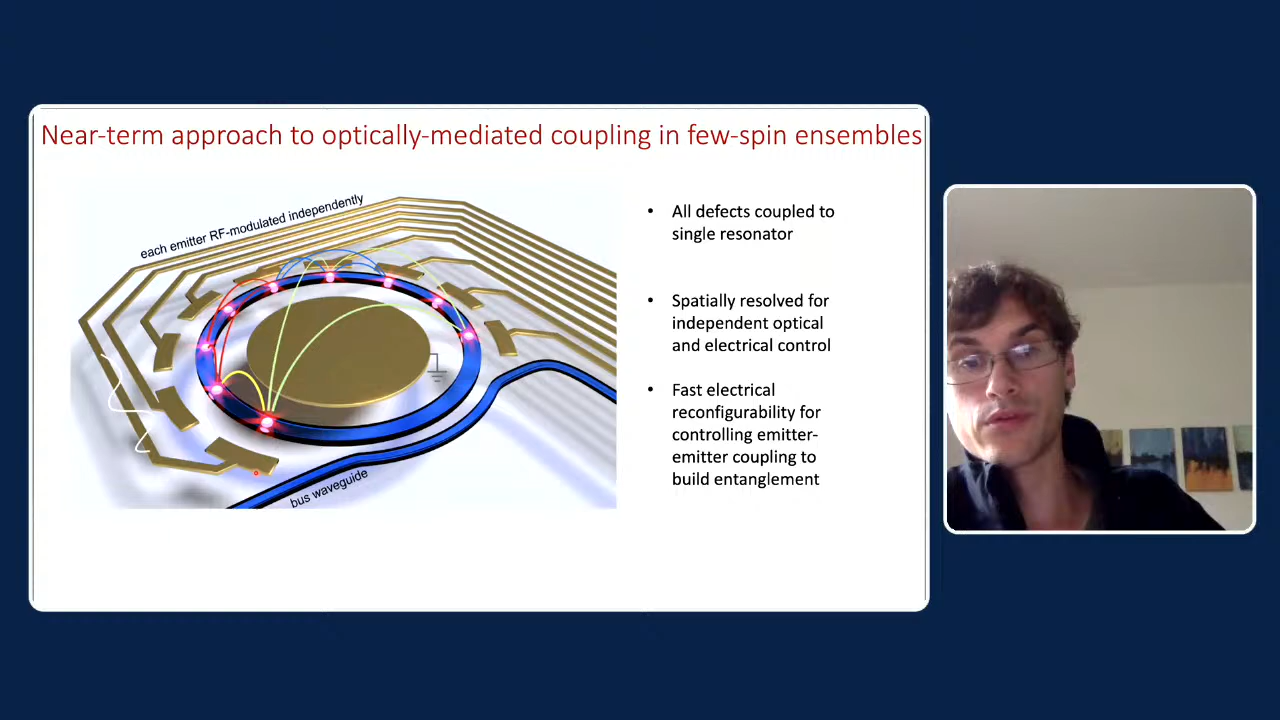 Near-term approach to optically-mediated coupling in few-spin ensembles
each emitter RF-modulated independently
bus waveguide
• All defects coupled to
single resonator
• Spatially resolved for
independent optical
and electrical control
• Fast electrical
reconfigurability for
controlling emitter-
emitter coupling to
build entanglement